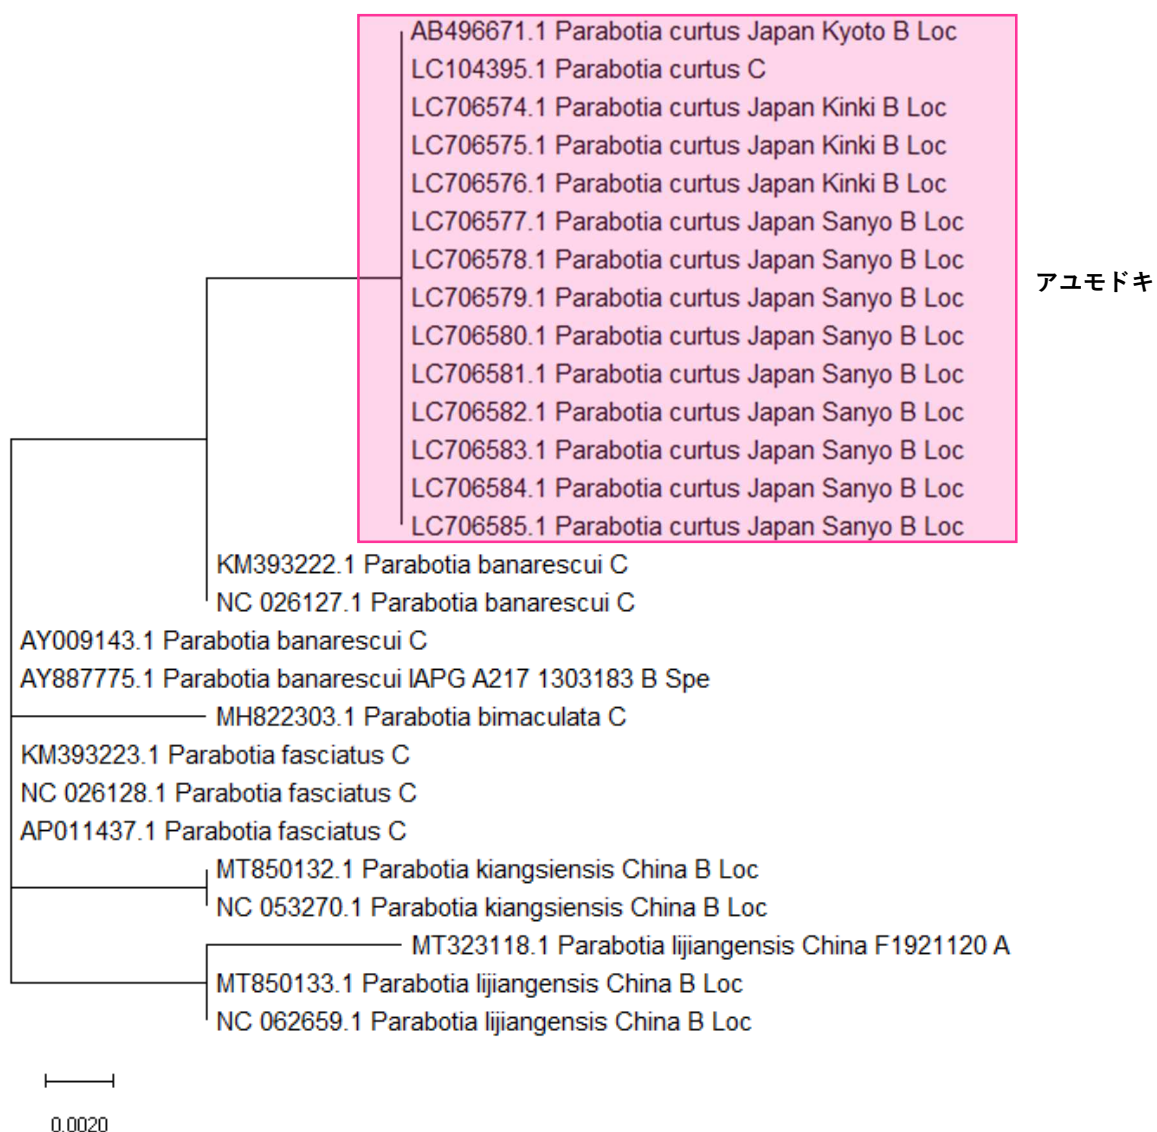 AB496671.1 Parabotia curtus Japan Kyoto B Loc
LC104395.1 Parabotia curtus C
LC706574.1 Parabotia curtus Japan Kinki B Loc
LC706575.1 Parabotia curtus Japan Kinki B Loc
LC706576.1 Parabotia curtus Japan Kinki B Loc
LC706577.1 Parabotia curtus Japan Sanyo B Loc
LC706578.1 Parabotia curtus Japan Sanyo B Loc
アユモドキ
LC706579.1 Parabotia curtus Japan Sanyo B Loc
LC706580.1 Parabotia curtus Japan Sanyo B Loc
LC706581.1 Parabotia curtus Japan Sanyo B Loc
LC706582.1 Parabotia curtus Japan Sanyo B Loc
LC706583.1 Parabotia curtus Japan Sanyo B Loc
LC706584.1 Parabotia curtus Japan Sanyo B Loc
LC706585.1 Parabotia curtus Japan Sanyo B Loc
KM393222.1 Parabotia banarescui C
NC 026127.1 Parabotia banarescui C
AY009143.1 Parabotia banarescui C
AY887775.1 Parabotia banarescui IAPG A217 1303183 B Spe
MH822303.1 Parabotia bimaculata C
KM393223.1 Parabotia fasciatus C
NC 026128.1 Parabotia fasciatus C
AP011437.1 Parabotia fasciatus C
MT850132.1 Parabotia kiangsiensis China B Loc
NC 053270.1 Parabotia kiangsiensis China B Loc
MT323118.1 Parabotia lijiangensis China F1921120 A
MT850133.1 Parabotia lijiangensis China B Loc
NC 062659.1 Parabotia lijiangensis China B Loc
0.0020